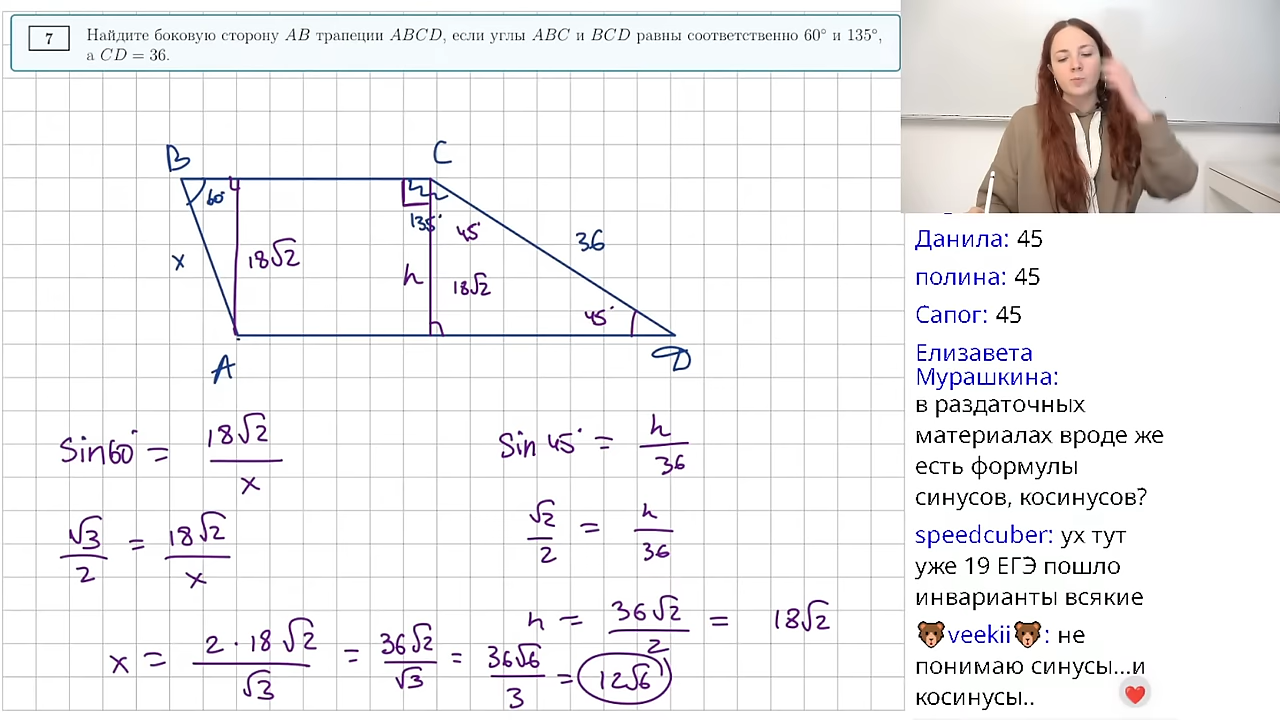 7 Найдите боковую сторону AB трапеции ABCD, если углы ABC и BCD равны соответственно 60° и 135°,
а CD = 36.
B
C
60°
135°
45°
36
x
18√2
h
18√2
45°
A
D
sin 60° = 18√2 / x
sin 45° = h / 36
√3 / 2 = 18√2 / x
√2 / 2 = h / 36
h = 36√2 / 2 = 18√2
x = 2 · 18√2 / √3 = 36√2 / √3 = 36√6 / 3 = 12√6
Данила: 45
полина: 45
Сапог: 45
Елизавета
Мурашкина:
в раздаточных
материалах вроде же
есть формулы
синусов, косинусов?
speedcuber: ух тут
уже 19 ЕГЭ пошло
инварианты всякие
🐻veekii🐻: не
понимаю синусы...и
косинусы..